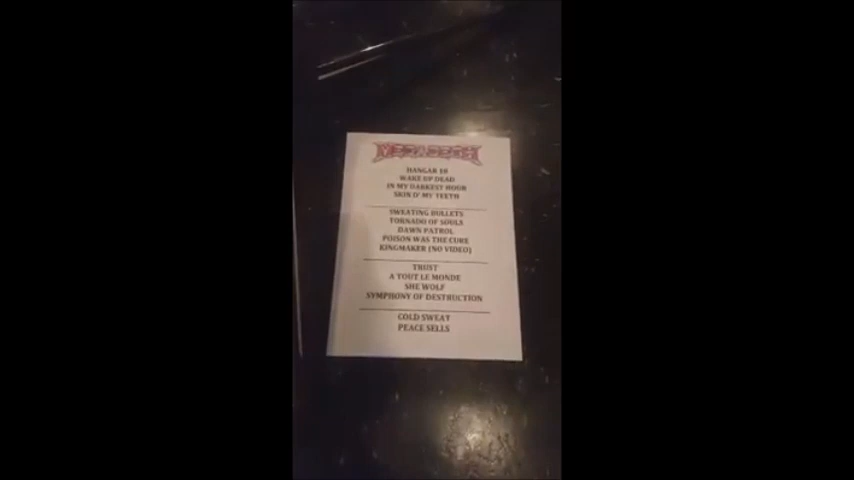 MEGADETH
HANGAR 18
WAKE UP DEAD
IN MY DARKEST HOUR
SKIN O' MY TEETH
SWEATING BULLETS
TORNADO OF SOULS
DAWN PATROL
POISON WAS THE CURE
KINGMAKER (NO VIDEO)
TRUST
A TOUT LE MONDE
SHE WOLF
SYMPHONY OF DESTRUCTION
COLD SWEAT
PEACE SELLS